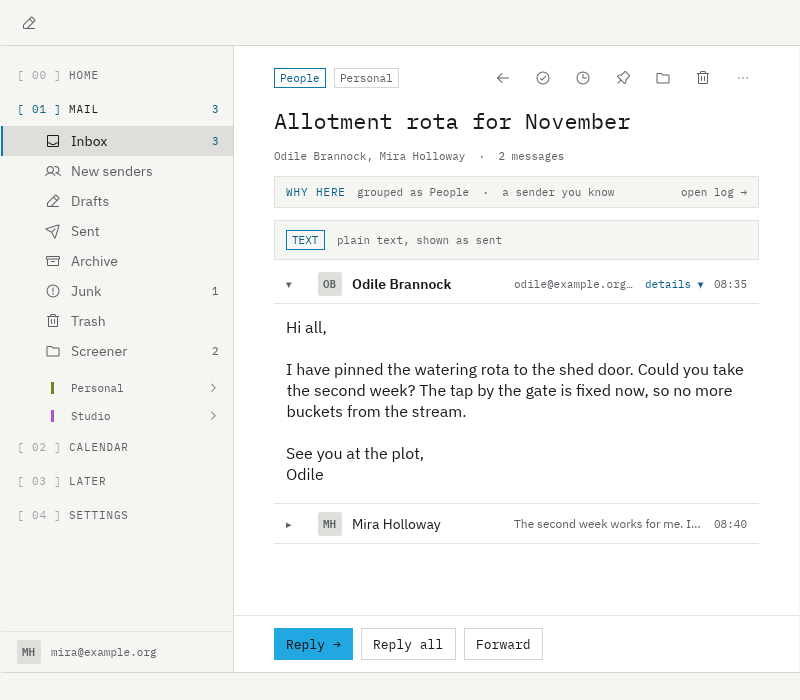 [ 00 ] HOME
[ 01 ] MAIL 3
Inbox 3
New senders
Drafts
Sent
Archive
Junk 1
Trash
Screener 2
Personal
Studio
[ 02 ] CALENDAR
[ 03 ] LATER
[ 04 ] SETTINGS
MH mira@example.org
People Personal
Allotment rota for November
Odile Brannock, Mira Holloway · 2 messages
WHY HERE grouped as People · a sender you know open log →
TEXT plain text, shown as sent
▾ OB Odile Brannock odile@example.org… details ▾ 08:35
Hi all,
I have pinned the watering rota to the shed door. Could you take
the second week? The tap by the gate is fixed now, so no more
buckets from the stream.
See you at the plot,
Odile
▸ MH Mira Holloway The second week works for me. I… 08:40
Reply → Reply all Forward